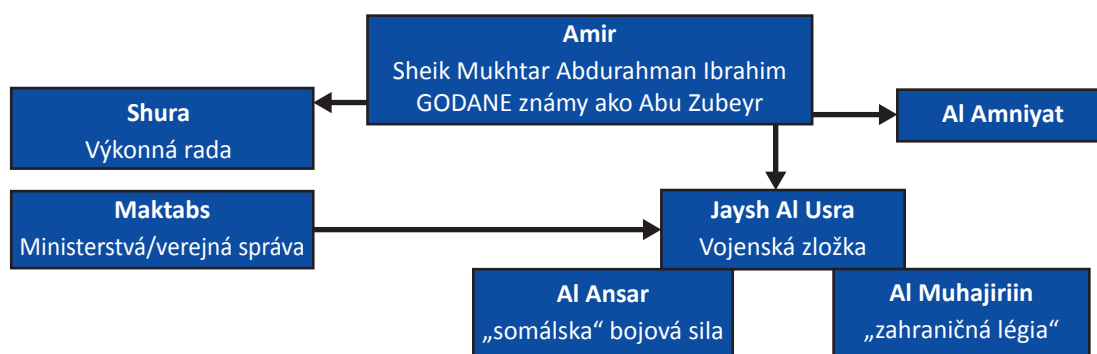 Amir
Sheik Mukhtar Abdurahman Ibrahim
GODANE známy ako Abu Zubeyr
Shura
Výkonná rada
Al Amniyat
Maktabs
Ministerstvá/verejná správa
Jaysh Al Usra
Vojenská zložka
Al Ansar
„somálska“ bojová sila
Al Muhajiriin
„zahraničná légia“